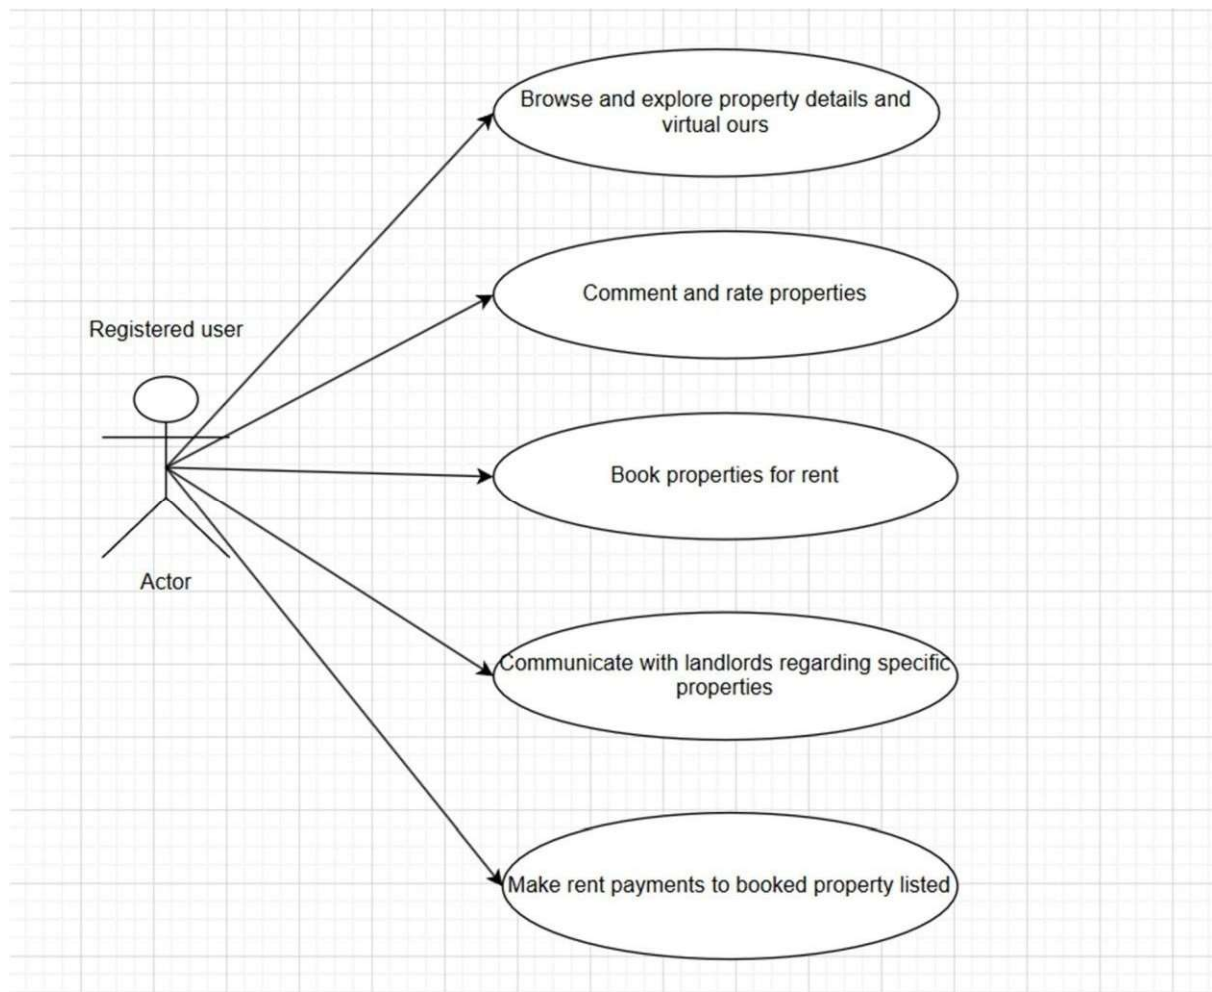 Browse and explore property details and
virtual ours
Comment and rate properties
Registered user
Book properties for rent
Actor
Communicate with landlords regarding specific
properties
Make rent payments to booked property listed